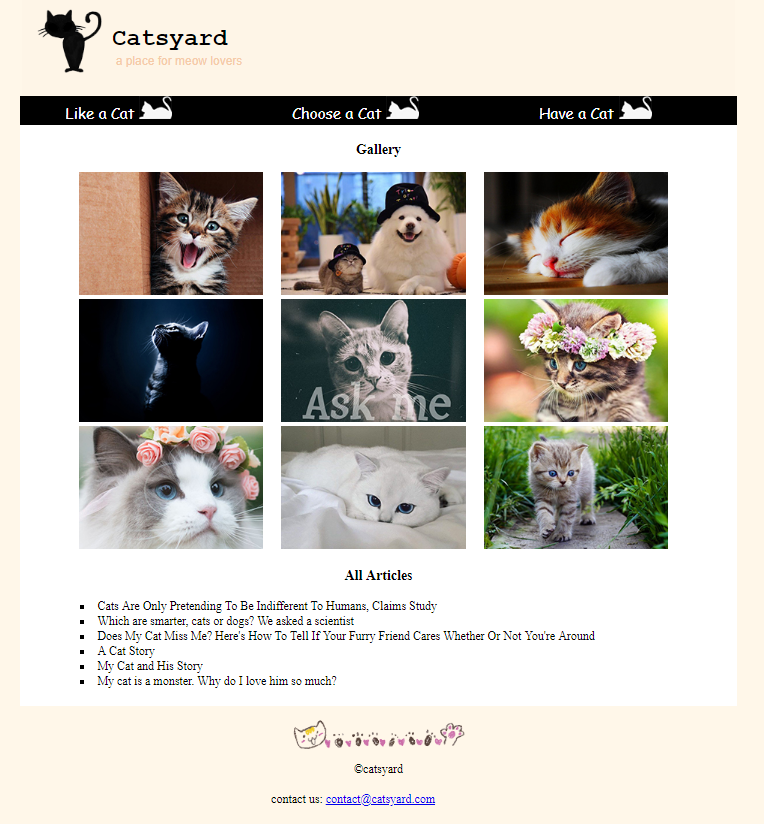 Catsyard
a place for meow lovers
Like a Cat
Choose a Cat
Have a Cat
Gallery
Ask me
All Articles
Cats Are Only Pretending To Be Indifferent To Humans, Claims Study
Which are smarter, cats or dogs? We asked a scientist
Does My Cat Miss Me? Here's How To Tell If Your Furry Friend Cares Whether Or Not You're Around
A Cat Story
My Cat and His Story
My cat is a monster. Why do I love him so much?
©catsyard
contact us: contact@catsyard.com